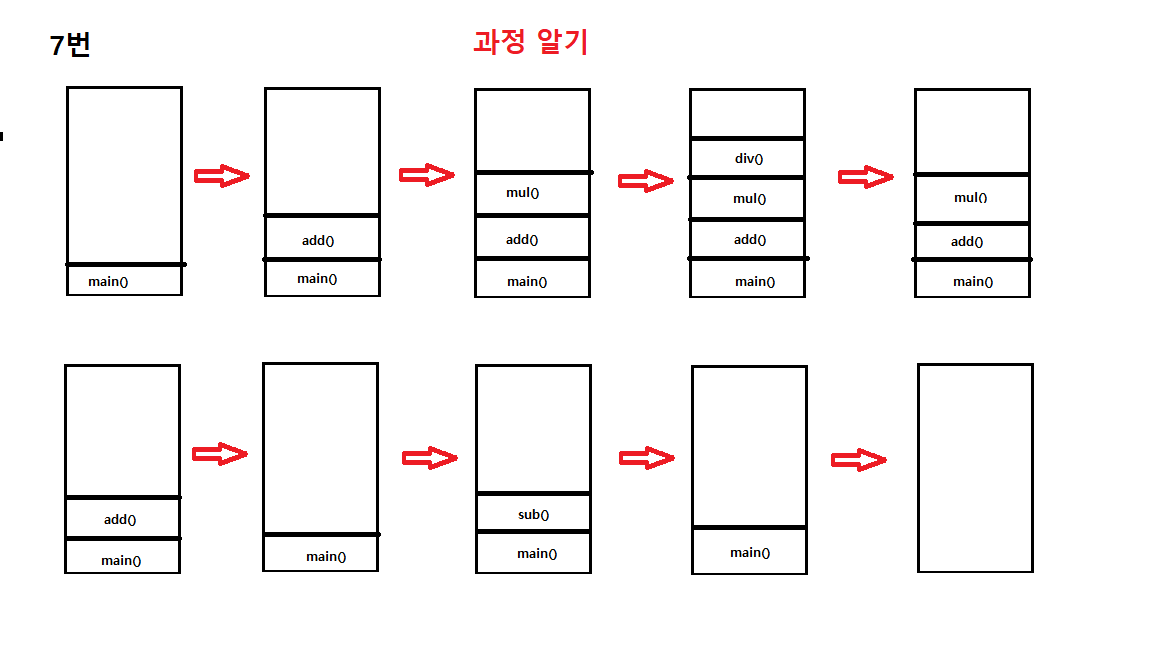 7번
과정 알기
main()
add()
main()
mul()
add()
main()
div()
mul()
add()
main()
mul()
add()
main()
add()
main()
main()
sub()
main()
main()